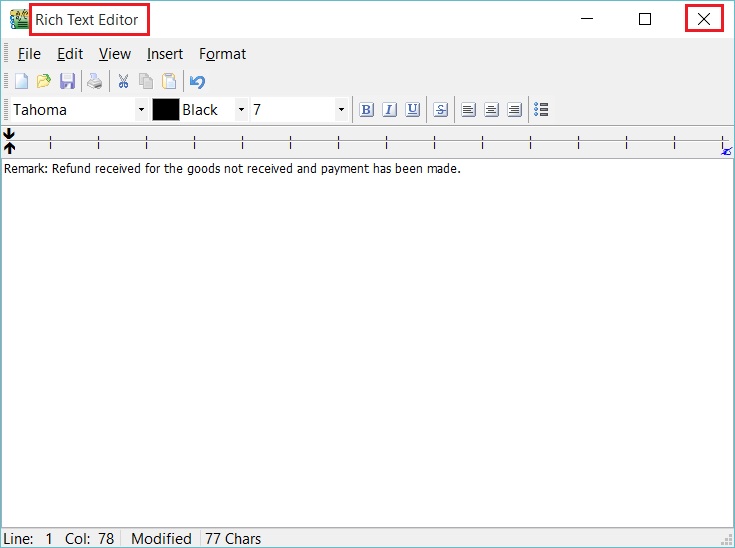 Rich Text Editor
File Edit View Insert Format
Tahoma Black 7 B I U S
Remark: Refund received for the goods not received and payment has been made.
Line: 1 Col: 78 Modified 77 Chars